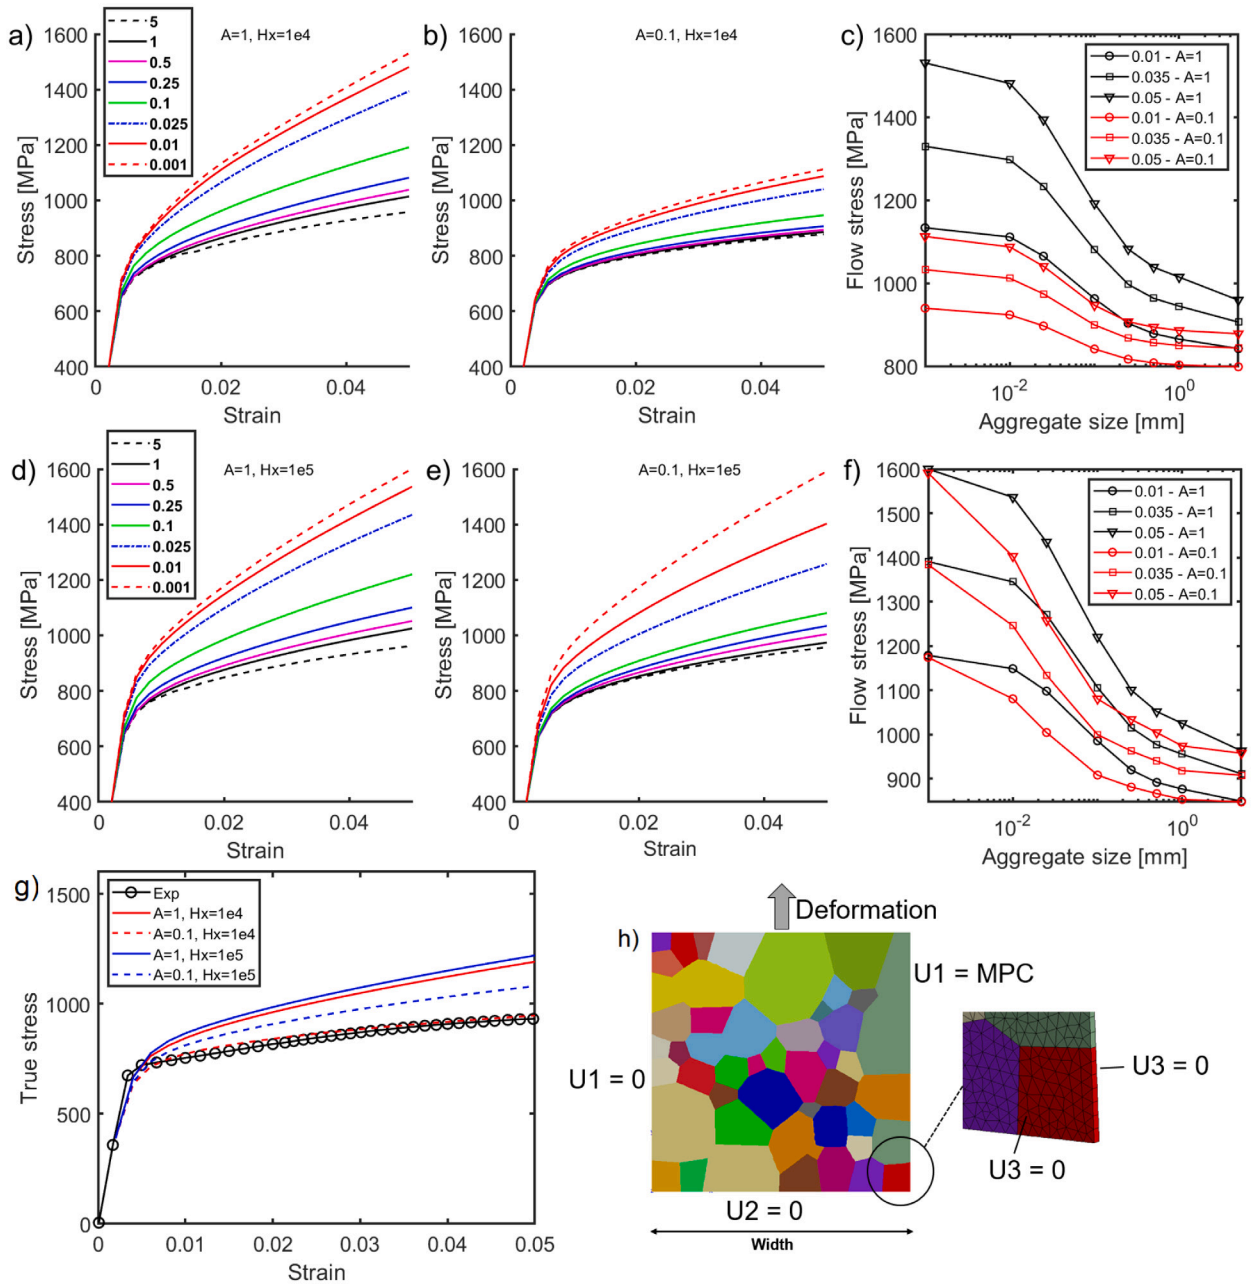 a)
5
1
0.5
0.25
0.1
0.025
0.01
0.001
A=1, Hx=1e4
1600
1400
1200
1000
800
600
400
Stress [MPa]
0
0.02
0.04
Strain
b)
A=0.1, Hx=1e4
1600
1400
1200
1000
800
600
400
Stress [MPa]
0
0.02
0.04
Strain
c)
0.01 - A=1
0.035 - A=1
0.05 - A=1
0.01 - A=0.1
0.035 - A=0.1
0.05 - A=0.1
1600
1400
1200
1000
800
Flow stress [MPa]
10-2
100
Aggregate size [mm]
d)
5
1
0.5
0.25
0.1
0.025
0.01
0.001
A=1, Hx=1e5
1600
1400
1200
1000
800
600
400
Stress [MPa]
0
0.02
0.04
Strain
e)
A=0.1, Hx=1e5
1600
1400
1200
1000
800
600
400
Stress [MPa]
0
0.02
0.04
Strain
f)
0.01 - A=1
0.035 - A=1
0.05 - A=1
0.01 - A=0.1
0.035 - A=0.1
0.05 - A=0.1
1600
1500
1400
1300
1200
1100
1000
900
Flow stress [MPa]
10-2
100
Aggregate size [mm]
g)
Exp
A=1, Hx=1e4
A=0.1, Hx=1e4
A=1, Hx=1e5
A=0.1, Hx=1e5
1500
1000
500
0
True stress
0
0.01
0.02
0.03
0.04
0.05
Strain
h)
Deformation
U1 = MPC
U1 = 0
U3 = 0
U3 = 0
U2 = 0
Width